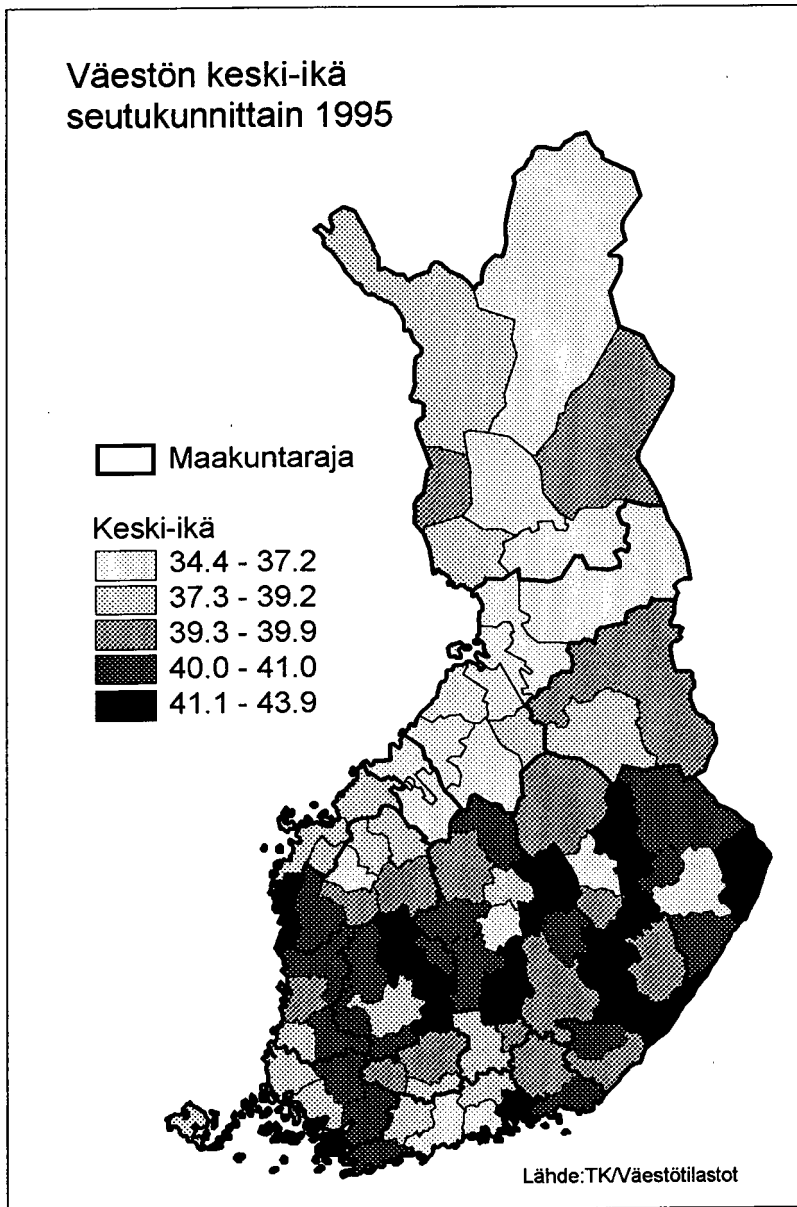 Väestön keski-ikä
seutukunnittain 1995
Maakuntaraja
Keski-ikä
34.4 - 37.2
37.3 - 39.2
39.3 - 39.9
40.0 - 41.0
41.1 - 43.9
Lähde:TK/Väestötilastot